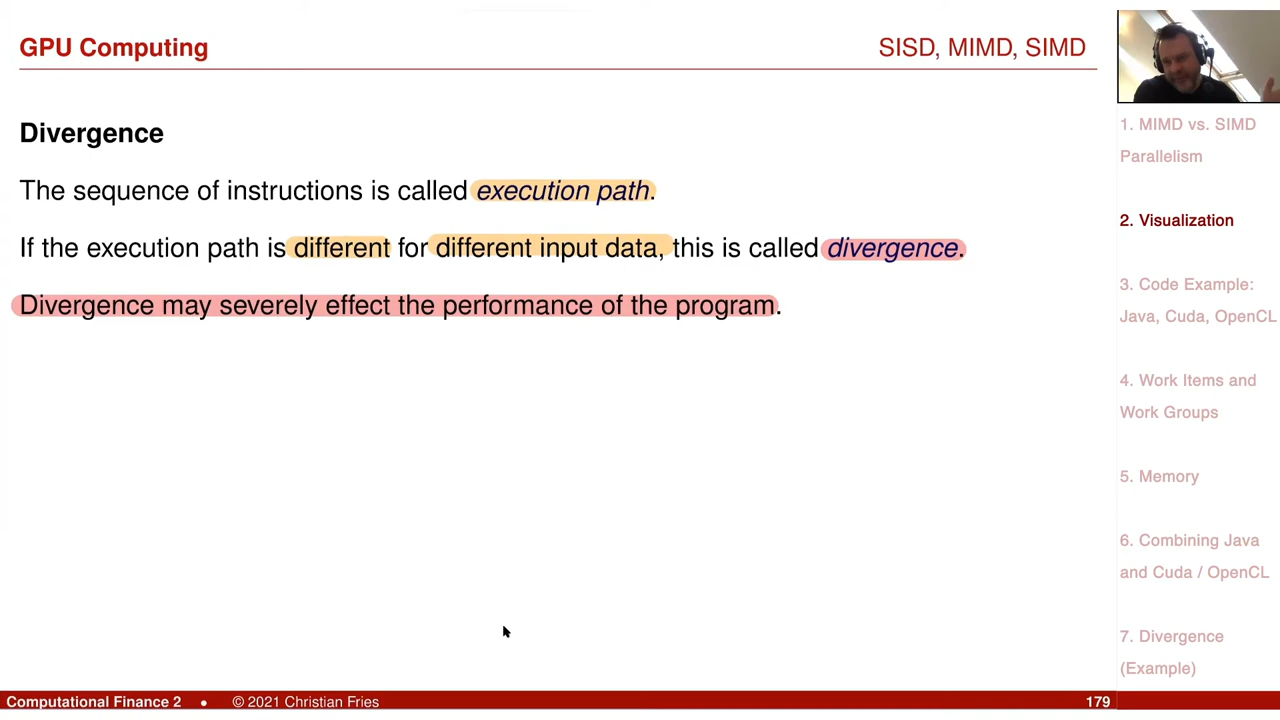 GPU Computing
SISD, MIMD, SIMD
Divergence
The sequence of instructions is called execution path.
If the execution path is different for different input data, this is called divergence.
Divergence may severely effect the performance of the program.
1. MIMD vs. SIMD
Parallelism
2. Visualization
3. Code Example:
Java, Cuda, OpenCL
4. Work Items and
Work Groups
5. Memory
6. Combining Java
and Cuda / OpenCL
7. Divergence
(Example)
Computational Finance 2 • © 2021 Christian Fries
179